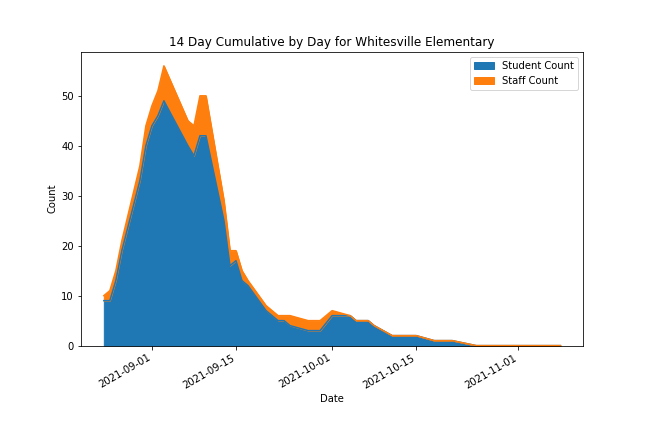 14 Day Cumulative by Day for Whitesville Elementary
Student Count
Staff Count
50
40
30
20
10
0
Count
2021-09-01
2021-09-15
2021-10-01
2021-10-15
2021-11-01
Date